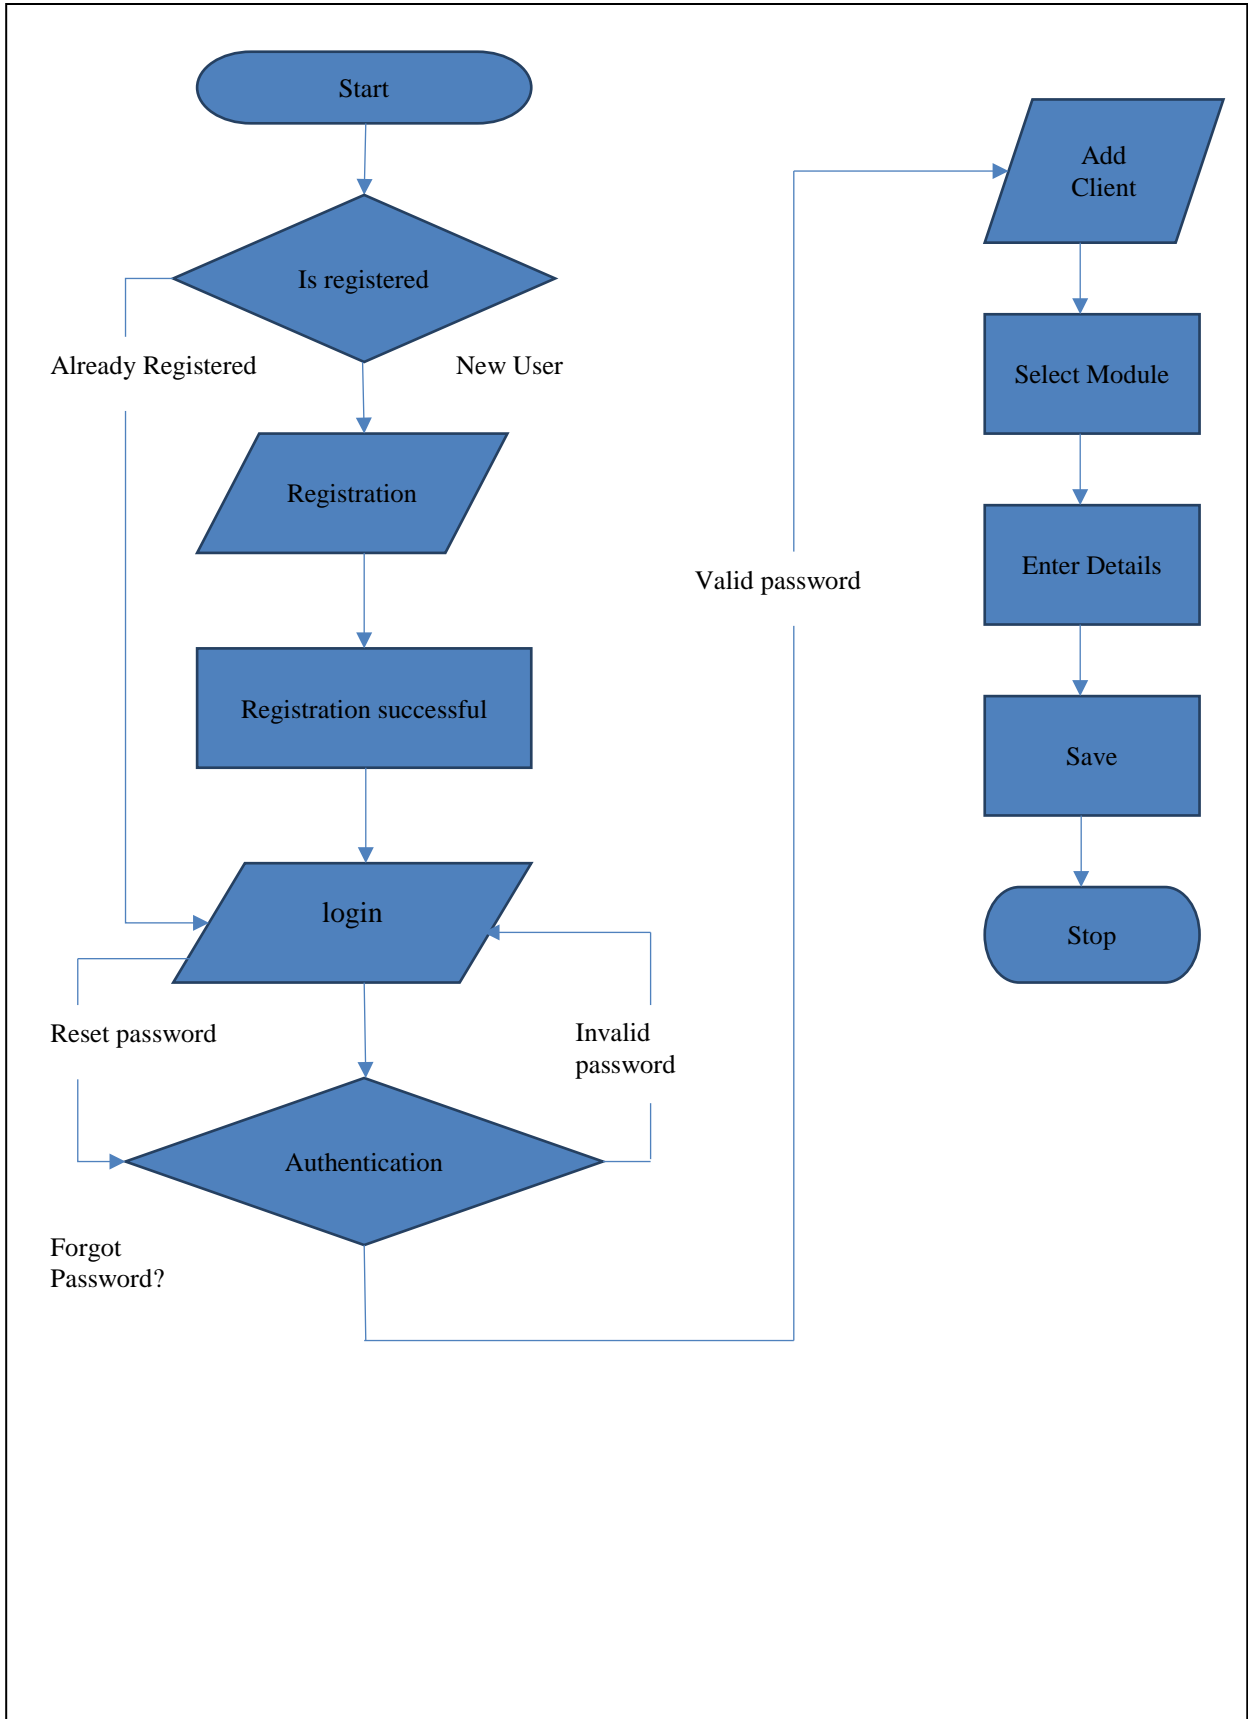 Start
Is registered
Already Registered
New User
Registration
Registration successful
login
Reset password
Invalid
password
Authentication
Forgot
Password?
Valid password
Add
Client
Select Module
Enter Details
Save
Stop